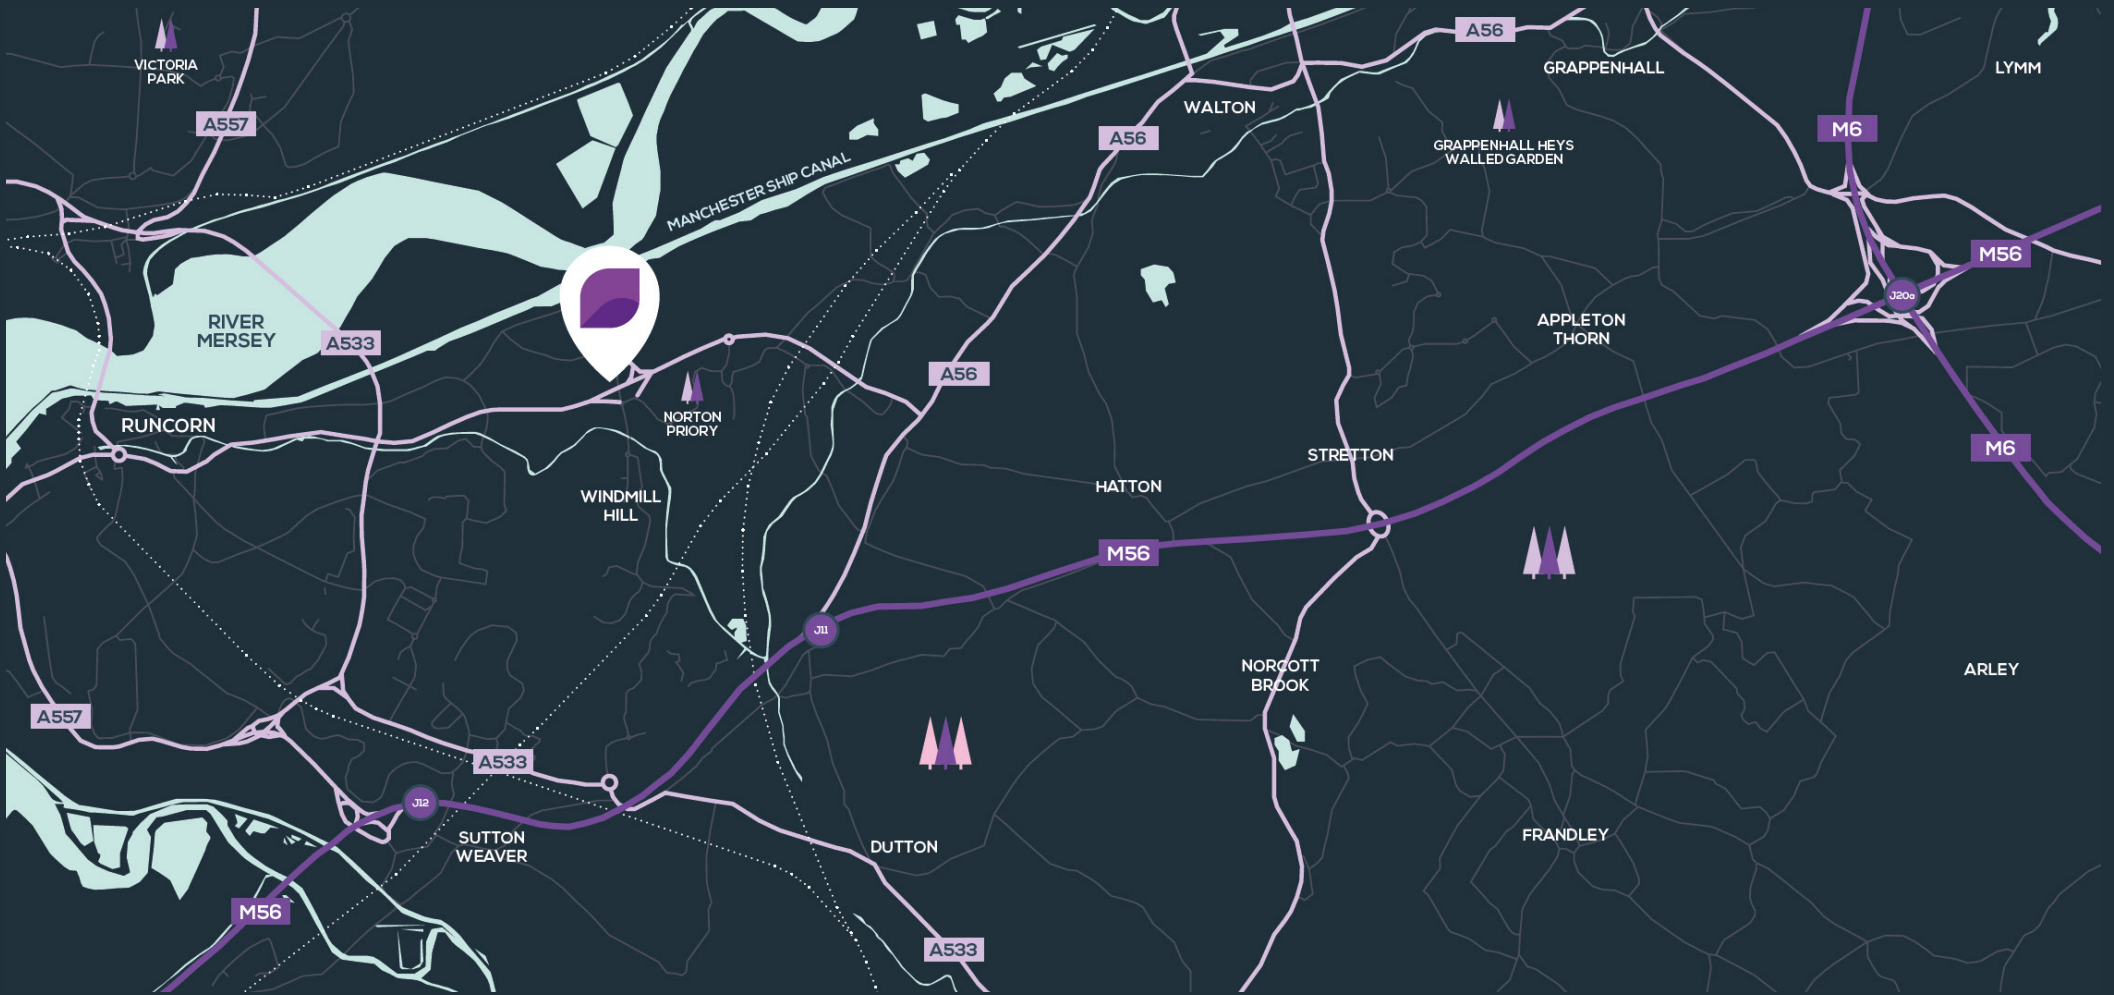 A56
VICTORIA
PARK
GRAPPENHALL
LYMM
A557
WALTON
M6
A56
GRAPPENHALL HEYS
WALLED GARDEN
MANCHESTER SHIP CANAL
M56
J20a
RIVER
MERSEY
A533
APPLETON
THORN
A56
NORTON
PRIORY
RUNCORN
M6
STRETTON
HATTON
WINDMILL
HILL
M56
J11
NORCOTT
BROOK
ARLEY
A557
A533
J12
SUTTON
WEAVER
DUTTON
FRANDLEY
M56
A533